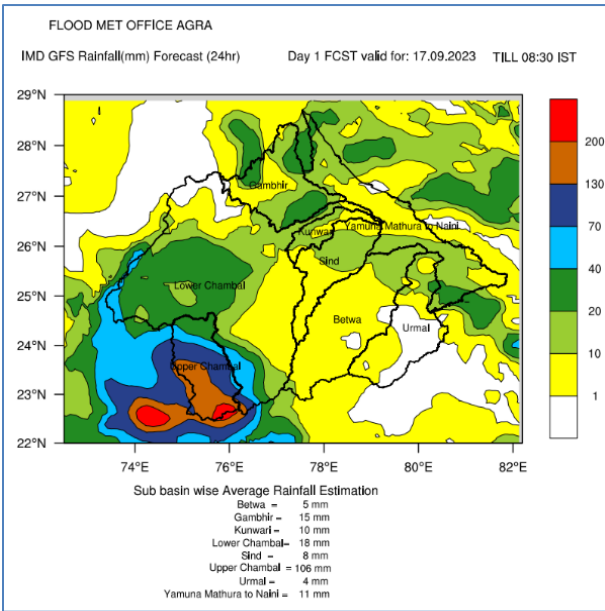 FLOOD MET OFFICE AGRA
IMD GFS Rainfall(mm) Forecast (24hr) Day 1 FCST valid for: 17.09.2023 TILL 08:30 IST
29°N
28°N
27°N
26°N
25°N
24°N
23°N
22°N
Gambhir
Kunwari
Yamuna Mathura to Naini
Sind
Lower Chambal
Betwa
Urmal
Upper Chambal
74°E 76°E 78°E 80°E 82°E
200
130
70
40
20
10
1
Sub basin wise Average Rainfall Estimation
Betwa = 5 mm
Gambhir = 15 mm
Kunwari = 10 mm
Lower Chambal= 18 mm
Sind = 8 mm
Upper Chambal = 106 mm
Urmal = 4 mm
Yamuna Mathura to Naini = 11 mm